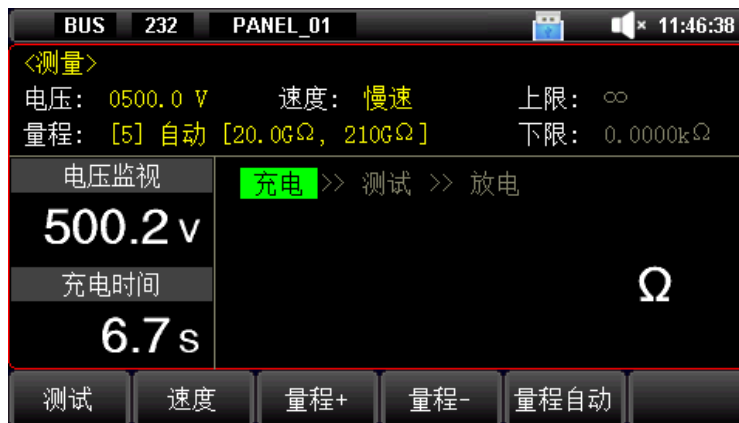 BUS 232 PANEL_01 × 11:46:38
<测量>
电压: 0500.0 V 速度: 慢速 上限: ∞
量程: [5] 自动 [20.0GΩ, 210GΩ] 下限: 0.0000kΩ
电压监视
充电 >> 测试 >> 放电
500.2 v
充电时间
Ω
6.7 s
测试 速度 量程+ 量程- 量程自动